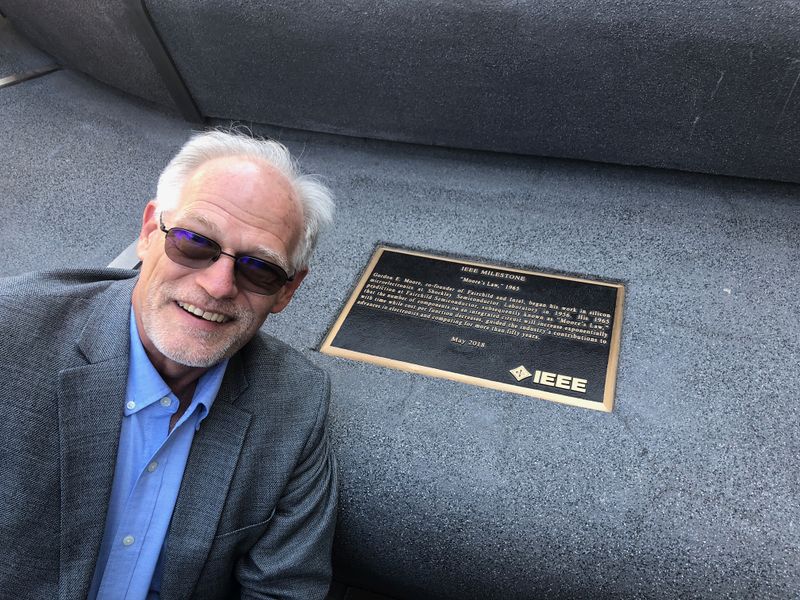 IEEE MILESTONE
"Moore's Law," 1965
Gordon E. Moore, co-founder of Fairchild and Intel, began his work in silicon
microelectronics at Shockley Semiconductor Laboratory in 1956. His 1965
prediction at Fairchild Semiconductor, subsequently known as "Moore's Law,"
that the number of components on an integrated circuit will increase exponentially
with time while cost per function decreases, guided the industry's contributions to
advances in electronics and computing for more than fifty years.
May 2018
IEEE